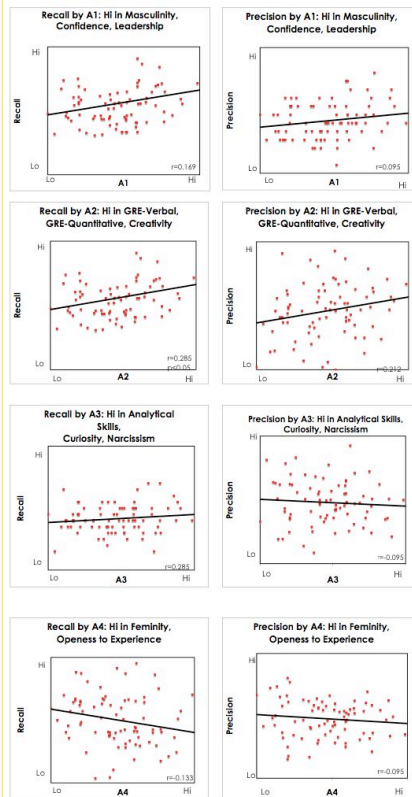 Recall by A1: Hi in Masculinity,
Confidence, Leadership
Hi
Recall
Lo
Lo
A1
Hi
r=0.169
Precision by A1: Hi in Masculinity,
Confidence, Leadership
Hi
Precision
Lo
Lo
A1
Hi
r=0.095
Recall by A2: Hi in GRE-Verbal,
GRE-Quantitative, Creativity
Hi
Recall
Lo
Lo
A2
Hi
r=0.285
p<0.05
Precision by A2: Hi in GRE-Verbal,
GRE-Quantitative, Creativity
Hi
Precision
Lo
Lo
A2
Hi
r=0.212
Recall by A3: Hi in Analytical
Skills,
Curiosity, Narcissism
Hi
Recall
Lo
Lo
A3
Hi
r=0.285
Precision by A3: Hi in Analytical Skills,
Curiosity, Narcissism
Hi
Precision
Lo
Lo
A3
Hi
r=-0.095
Recall by A4: Hi in Feminity,
Openess to Experience
Hi
Recall
Lo
Lo
A4
Hi
r=-0.133
Precision by A4: Hi in Feminity,
Openess to Experience
Hi
Precision
Lo
Lo
A4
Hi
r=-0.095